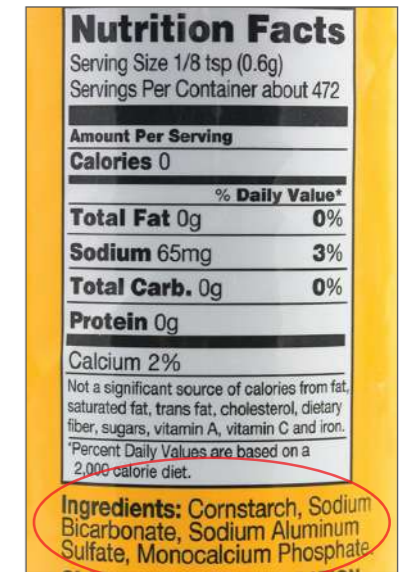 Nutrition Facts
Serving Size 1/8 tsp (0.6g)
Servings Per Container about 472
Amount Per Serving
Calories 0
% Daily Value*
Total Fat 0g 0%
Sodium 65mg 3%
Total Carb. 0g 0%
Protein 0g
Calcium 2%
Not a significant source of calories from fat,
saturated fat, trans fat, cholesterol, dietary
fiber, sugars, vitamin A, vitamin C and iron.
*Percent Daily Values are based on a
2,000 calorie diet.
Ingredients: Cornstarch, Sodium
Bicarbonate, Sodium Aluminum
Sulfate, Monocalcium Phosphate.